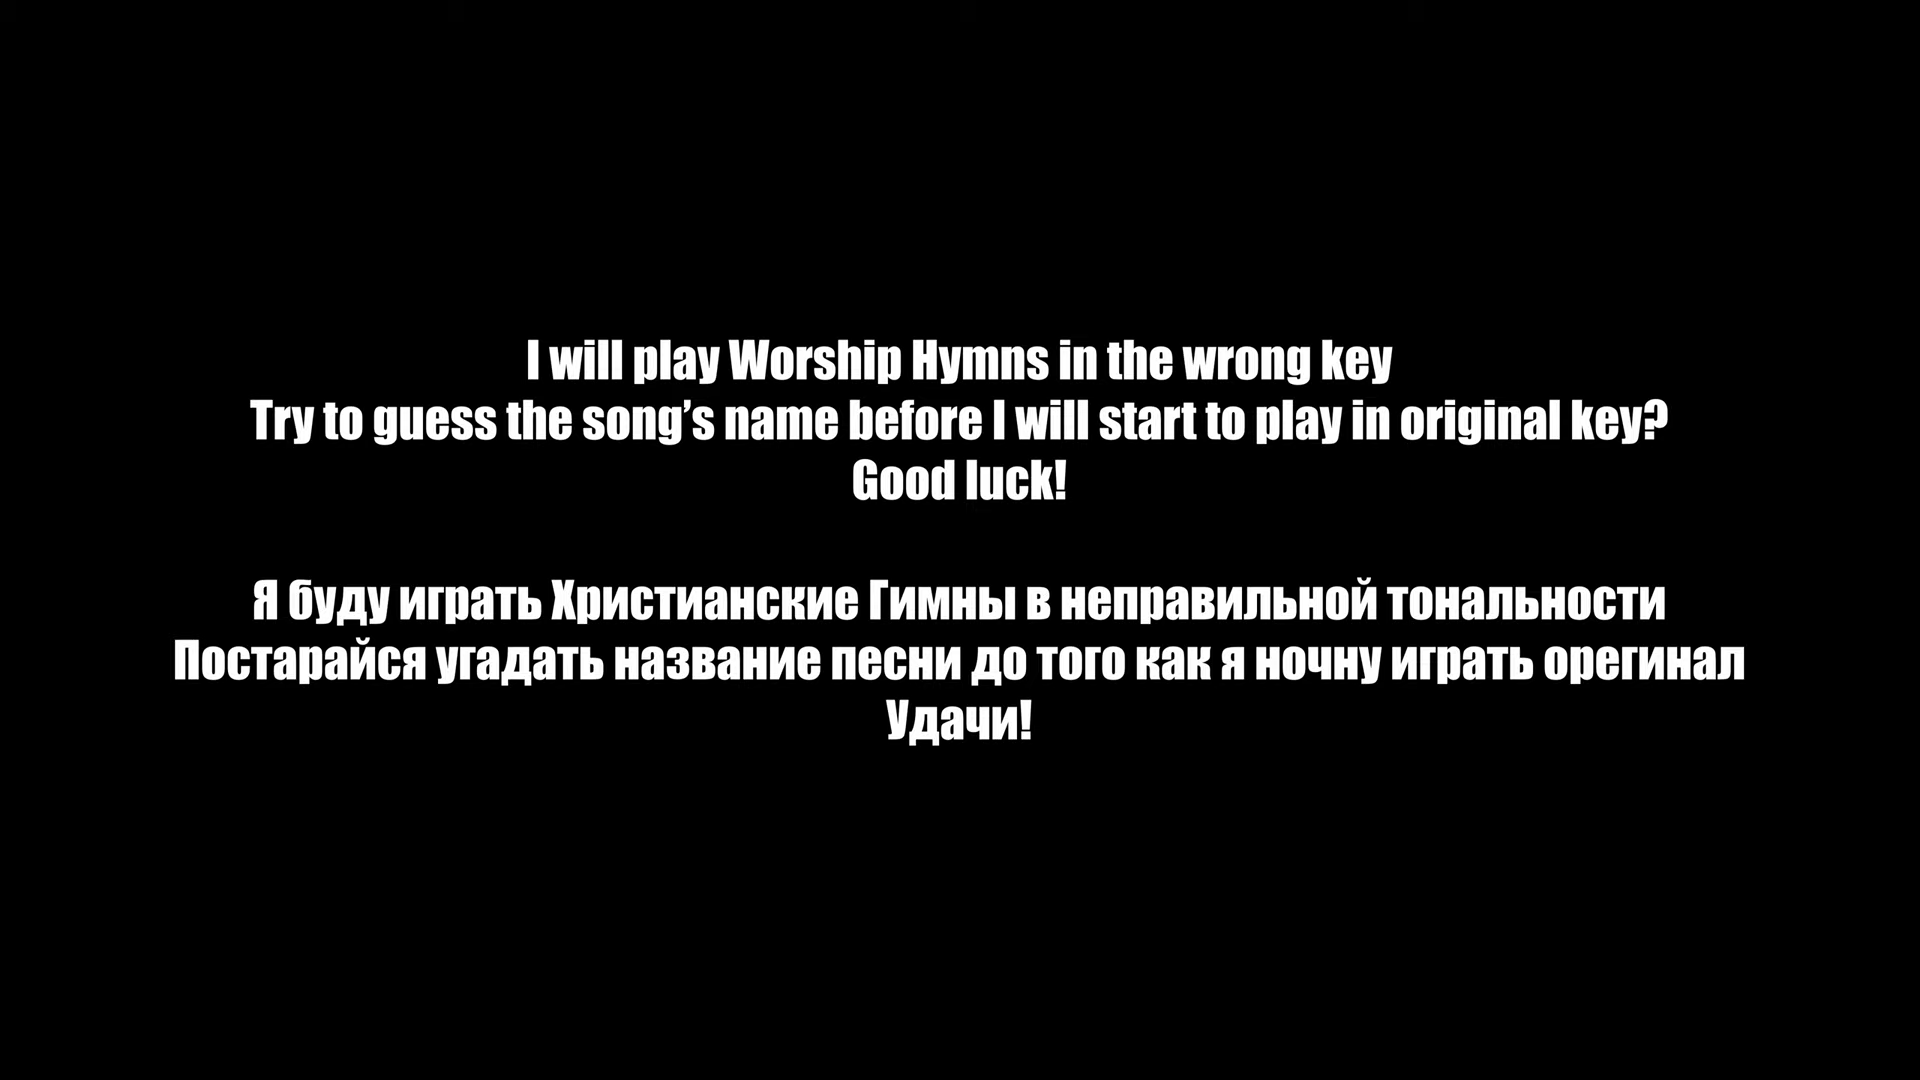 I will play Worship Hymns in the wrong key
Try to guess the song’s name before I will start to play in original key?
Good luck!
Я буду играть Христианские Гимны в неправильной тональности
Постарайся угадать название песни до того как я ночну играть орегинал
Удачи!